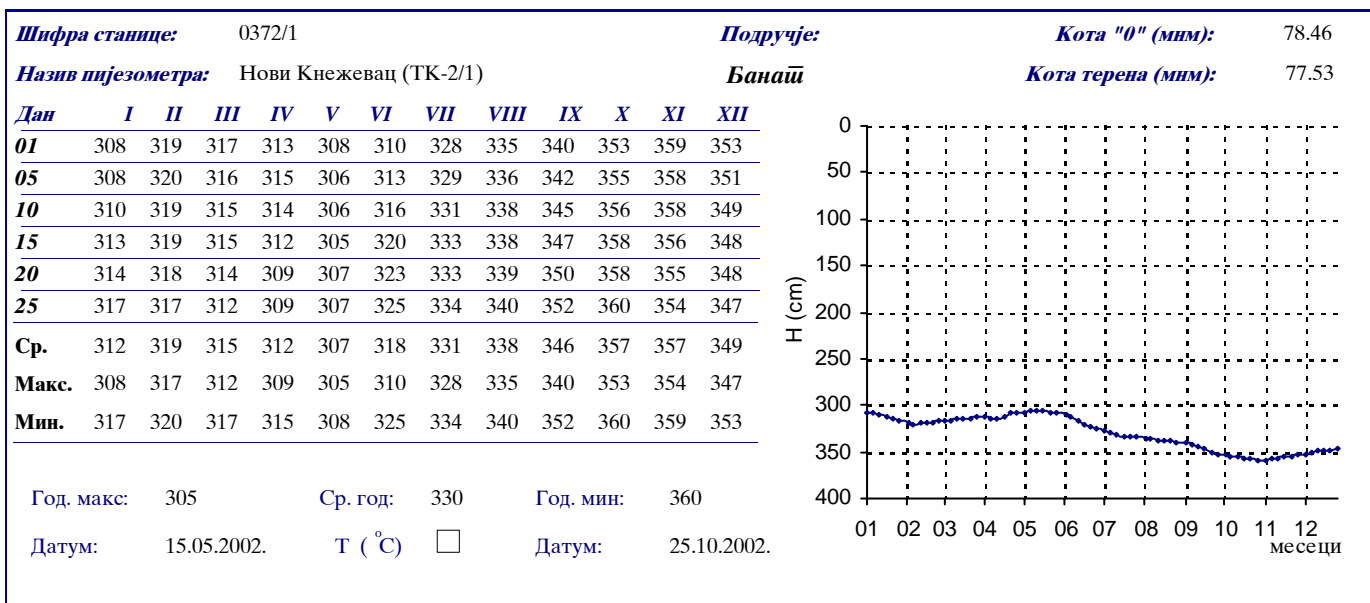 Шифра станице: 0372/1 Подручје: Кота "0" (мнм): 78.46
Назив пијезометра: Нови Кнежевац (ТК-2/1) Банат Кота терена (мнм): 77.53
Дан I II III IV V VI VII VIII IX X XI XII
01 308 319 317 313 308 310 328 335 340 353 359 353
05 308 320 316 315 306 313 329 336 342 355 358 351
10 310 319 315 314 306 316 331 338 345 356 358 349
15 313 319 315 312 305 320 333 338 347 358 356 348
20 314 318 314 309 307 323 333 339 350 358 355 348
25 317 317 312 309 307 325 334 340 352 360 354 347
Ср. 312 319 315 312 307 318 331 338 346 357 357 349
Макс. 308 317 312 309 305 310 328 335 340 353 354 347
Мин. 317 320 317 315 308 325 334 340 352 360 359 353
Год. макс: 305 Ср. год: 330 Год. мин: 360
Датум: 15.05.2002. Т ( °C) Датум: 25.10.2002.
H (cm)
0
50
100
150
200
250
300
350
400
01 02 03 04 05 06 07 08 09 10 11 12
месеци